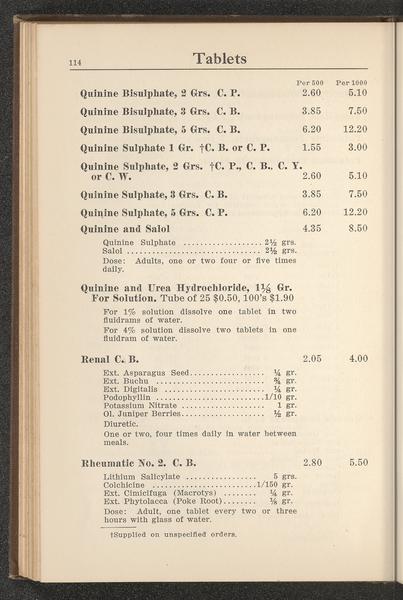 114
Tablets
Per 500 Per 1000
Quinine Bisulphate, 2 Grs. C. P. 2.60 5.10
Quinine Bisulphate, 3 Grs. C. B. 3.85 7.50
Quinine Bisulphate, 5 Grs. C. B. 6.20 12.20
Quinine Sulphate 1 Gr. †C. B. or C. P. 1.55 3.00
Quinine Sulphate, 2 Grs. †C. P., C. B., C. Y.
or C. W. 2.60 5.10
Quinine Sulphate, 3 Grs. C. B. 3.85 7.50
Quinine Sulphate, 5 Grs. C. P. 6.20 12.20
Quinine and Salol 4.35 8.50
Quinine Sulphate ................... 2½ grs.
Salol ................................ 2½ grs.
Dose: Adults, one or two four or five times
daily.
Quinine and Urea Hydrochloride, 1⅛ Gr.
For Solution. Tube of 25 $0.50, 100's $1.90
For 1% solution dissolve one tablet in two
fluidrams of water.
For 4% solution dissolve two tablets in one
fluidram of water.
Renal C. B. 2.05 4.00
Ext. Asparagus Seed.................. ¼ gr.
Ext. Buchu .......................... ¾ gr.
Ext. Digitalis ........................ ¼ gr.
Podophyllin ..........................1/10 gr.
Potassium Nitrate .................... 1 gr.
Ol. Juniper Berries.................... ½ gr.
Diuretic.
One or two, four times daily in water between
meals.
Rheumatic No. 2. C. B. 2.80 5.50
Lithium Salicylate ................. 5 grs.
Colchicine .........................1/150 gr.
Ext. Cimicifuga (Macrotys) ........ ¼ gr.
Ext. Phytolacca (Poke Root)........ ⅛ gr.
Dose: Adult, one tablet every two or three
hours with glass of water.
†Supplied on unspecified orders.